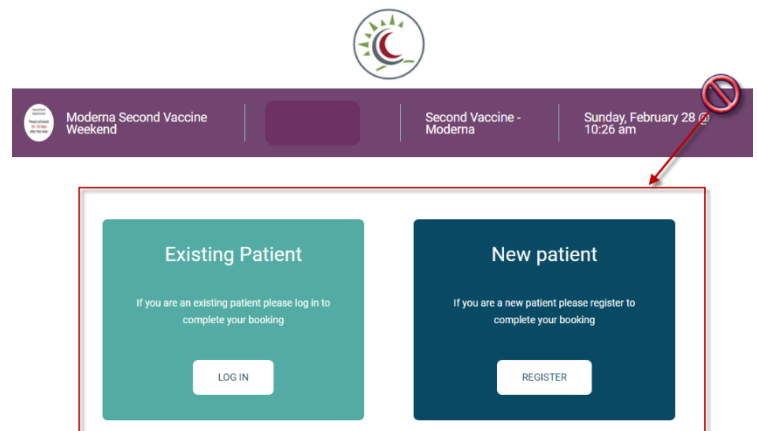 Moderna Second Vaccine
Weekend
Second Vaccine -
Moderna
Sunday, February 28 @
10:26 am
Existing Patient
If you are an existing patient please log in to
complete your booking
LOG IN
New patient
If you are a new patient please register to
complete your booking
REGISTER